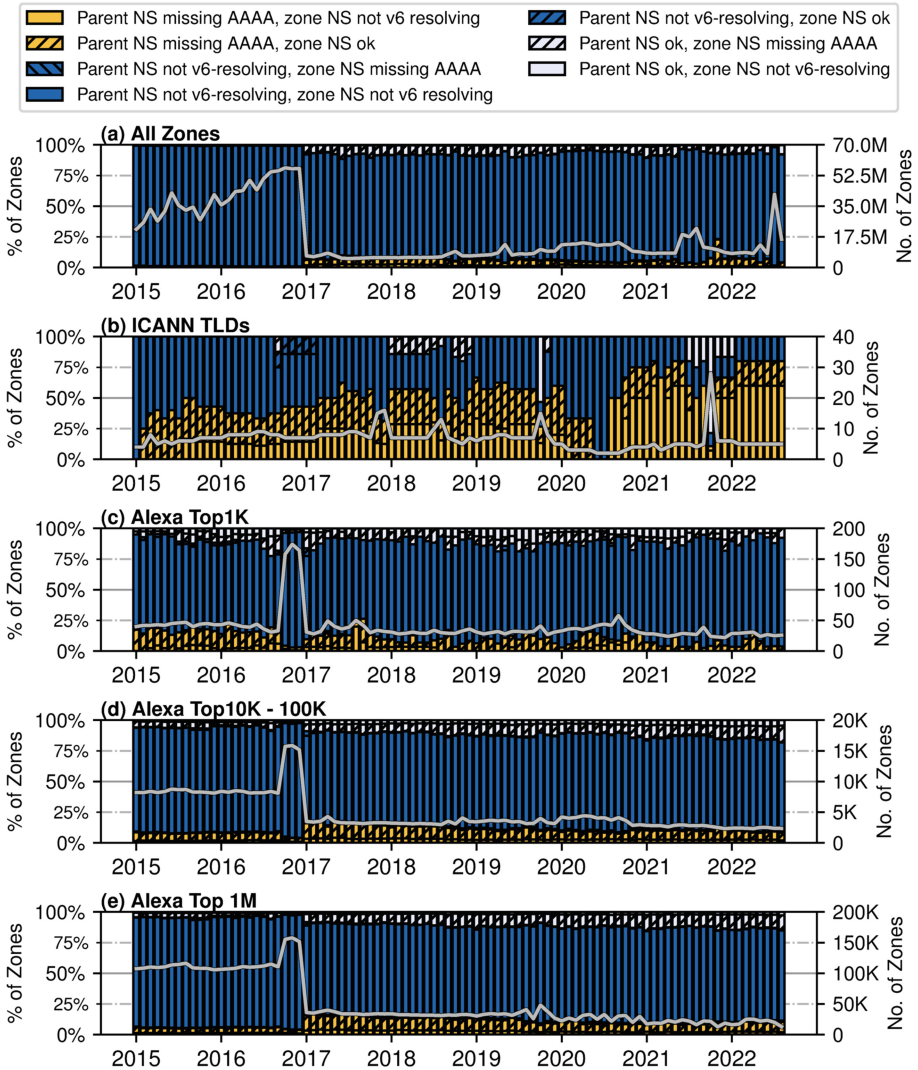 Parent NS missing AAAA, zone NS not v6 resolving
Parent NS missing AAAA, zone NS ok
Parent NS not v6-resolving, zone NS missing AAAA
Parent NS not v6-resolving, zone NS not v6 resolving
Parent NS not v6-resolving, zone NS ok
Parent NS ok, zone NS missing AAAA
Parent NS ok, zone NS not v6-resolving
(a) All Zones
% of Zones
100%
75%
50%
25%
0%
70.0M
52.5M
35.0M
17.5M
0
No. of Zones
2015 2016 2017 2018 2019 2020 2021 2022
(b) ICANN TLDs
% of Zones
100%
75%
50%
25%
0%
40
30
20
10
0
No. of Zones
2015 2016 2017 2018 2019 2020 2021 2022
(c) Alexa Top1K
% of Zones
100%
75%
50%
25%
0%
200
150
100
50
0
No. of Zones
2015 2016 2017 2018 2019 2020 2021 2022
(d) Alexa Top10K - 100K
% of Zones
100%
75%
50%
25%
0%
20K
15K
10K
5K
0
No. of Zones
2015 2016 2017 2018 2019 2020 2021 2022
(e) Alexa Top 1M
% of Zones
100%
75%
50%
25%
0%
200K
150K
100K
50K
0
No. of Zones
2015 2016 2017 2018 2019 2020 2021 2022